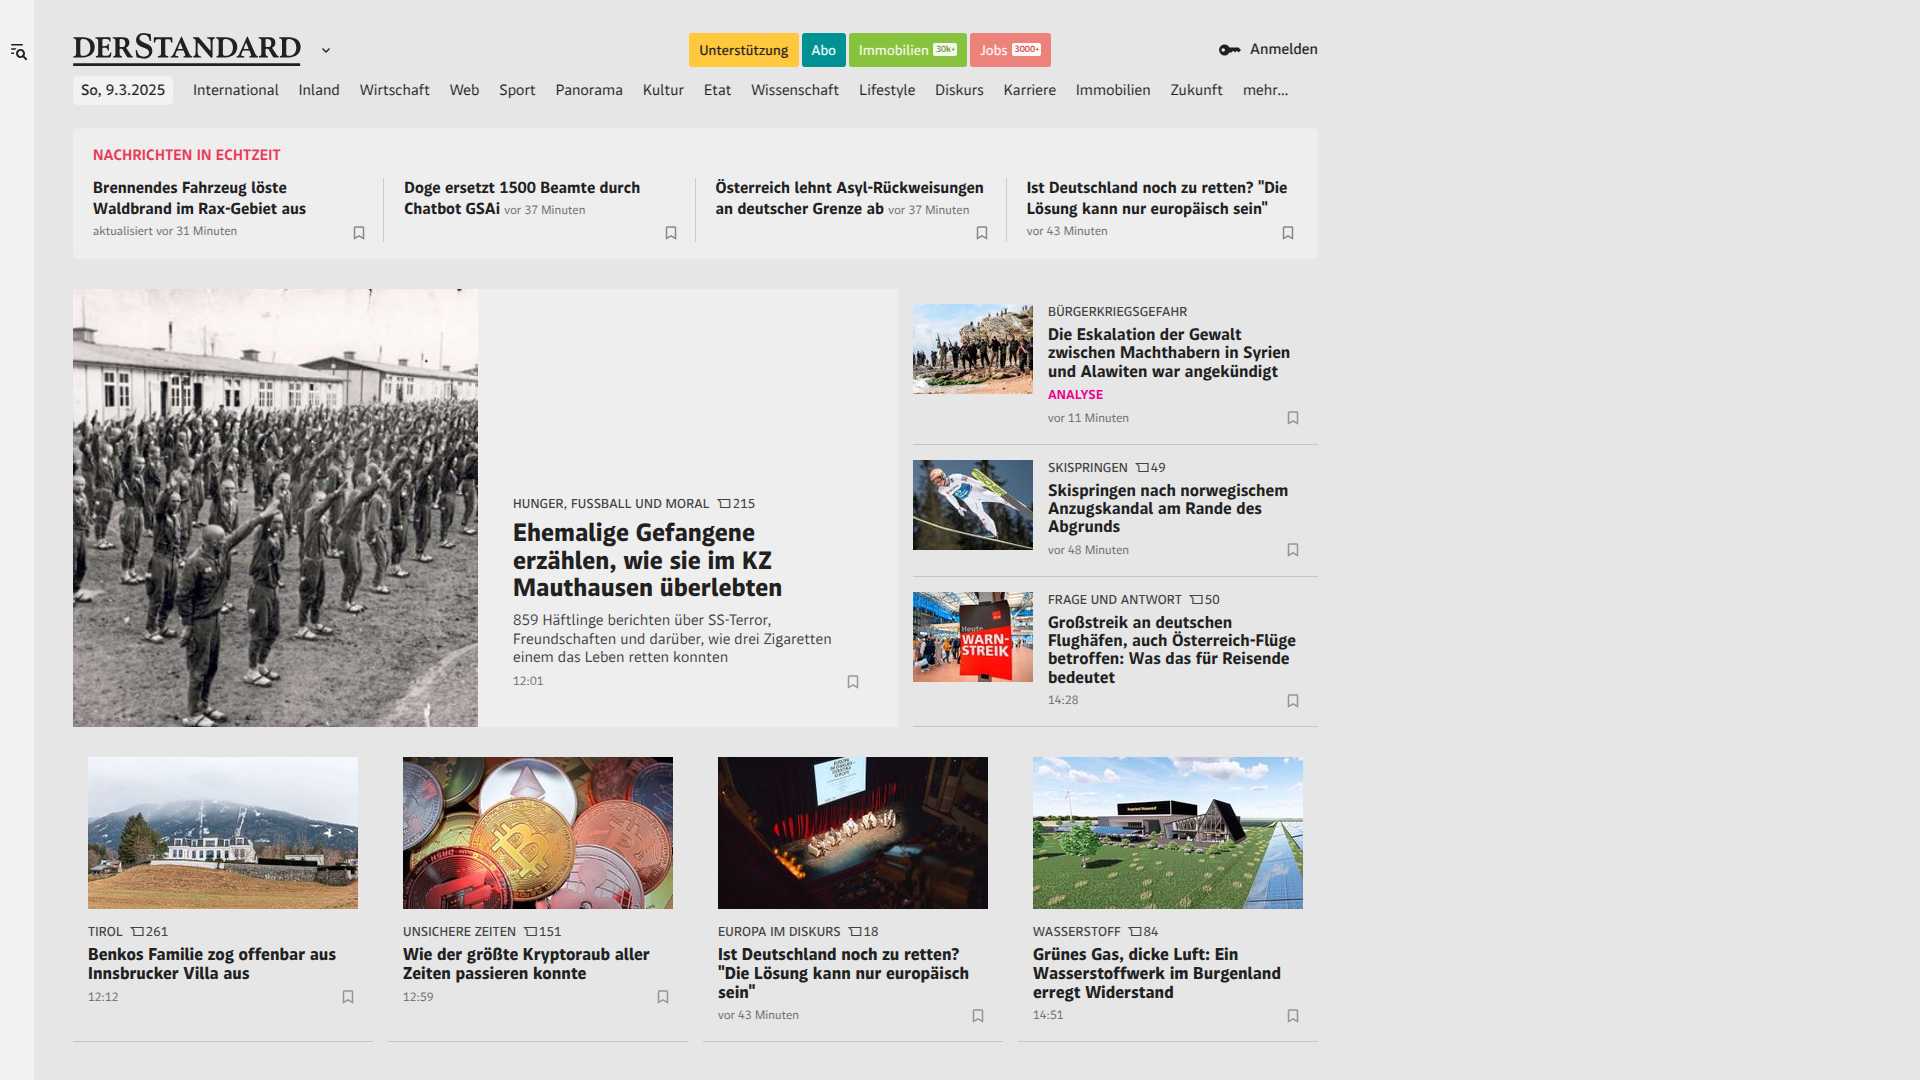 DERSTANDARD
Unterstützung
Abo
Immobilien 30k+
Jobs 3000+
Anmelden
So, 9.3.2025
International
Inland
Wirtschaft
Web
Sport
Panorama
Kultur
Etat
Wissenschaft
Lifestyle
Diskurs
Karriere
Immobilien
Zukunft
mehr...
NACHRICHTEN IN ECHTZEIT
Brennendes Fahrzeug löste
Waldbrand im Rax-Gebiet aus
aktualisiert vor 31 Minuten
Doge ersetzt 1500 Beamte durch
Chatbot GSAi vor 37 Minuten
Österreich lehnt Asyl-Rückweisungen
an deutscher Grenze ab vor 37 Minuten
Ist Deutschland noch zu retten? "Die
Lösung kann nur europäisch sein"
vor 43 Minuten
HUNGER, FUSSBALL UND MORAL 215
Ehemalige Gefangene
erzählen, wie sie im KZ
Mauthausen überlebten
859 Häftlinge berichten über SS-Terror,
Freundschaften und darüber, wie drei Zigaretten
einem das Leben retten konnten
12:01
BÜRGERKRIEGSGEFAHR
Die Eskalation der Gewalt
zwischen Machthabern in Syrien
und Alawiten war angekündigt
ANALYSE
vor 11 Minuten
SKISPRINGEN 49
Skispringen nach norwegischem
Anzugskandal am Rande des
Abgrunds
vor 48 Minuten
Heute
WARN-
STREIK
FRAGE UND ANTWORT 50
Großstreik an deutschen
Flughäfen, auch Österreich-Flüge
betroffen: Was das für Reisende
bedeutet
14:28
TIROL 261
Benkos Familie zog offenbar aus
Innsbrucker Villa aus
12:12
UNSICHERE ZEITEN 151
Wie der größte Kryptoraub aller
Zeiten passieren konnte
12:59
EUROPA IM DISKURS 18
Ist Deutschland noch zu retten?
"Die Lösung kann nur europäisch
sein"
vor 43 Minuten
WASSERSTOFF 84
Grünes Gas, dicke Luft: Ein
Wasserstoffwerk im Burgenland
erregt Widerstand
14:51